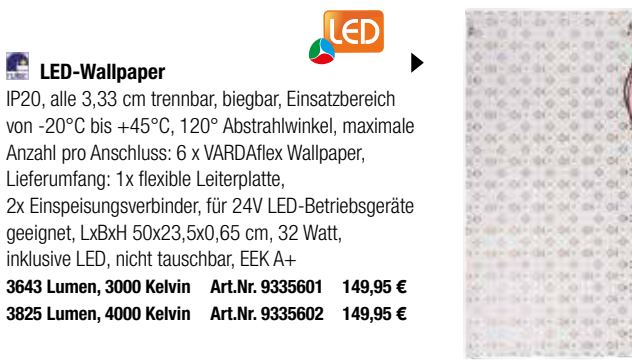 LED
LED-Wallpaper
IP20, alle 3,33 cm trennbar, biegbar, Einsatzbereich
von -20°C bis +45°C, 120° Abstrahlwinkel, maximale
Anzahl pro Anschluss: 6 x VARDAflex Wallpaper,
Lieferumfang: 1x flexible Leiterplatte,
2x Einspeisungsverbinder, für 24V LED-Betriebsgeräte
geeignet, LxBxH 50x23,5x0,65 cm, 32 Watt,
inklusive LED, nicht tauschbar, EEK A+
3643 Lumen, 3000 Kelvin Art.Nr. 9335601 149,95 €
3825 Lumen, 4000 Kelvin Art.Nr. 9335602 149,95 €